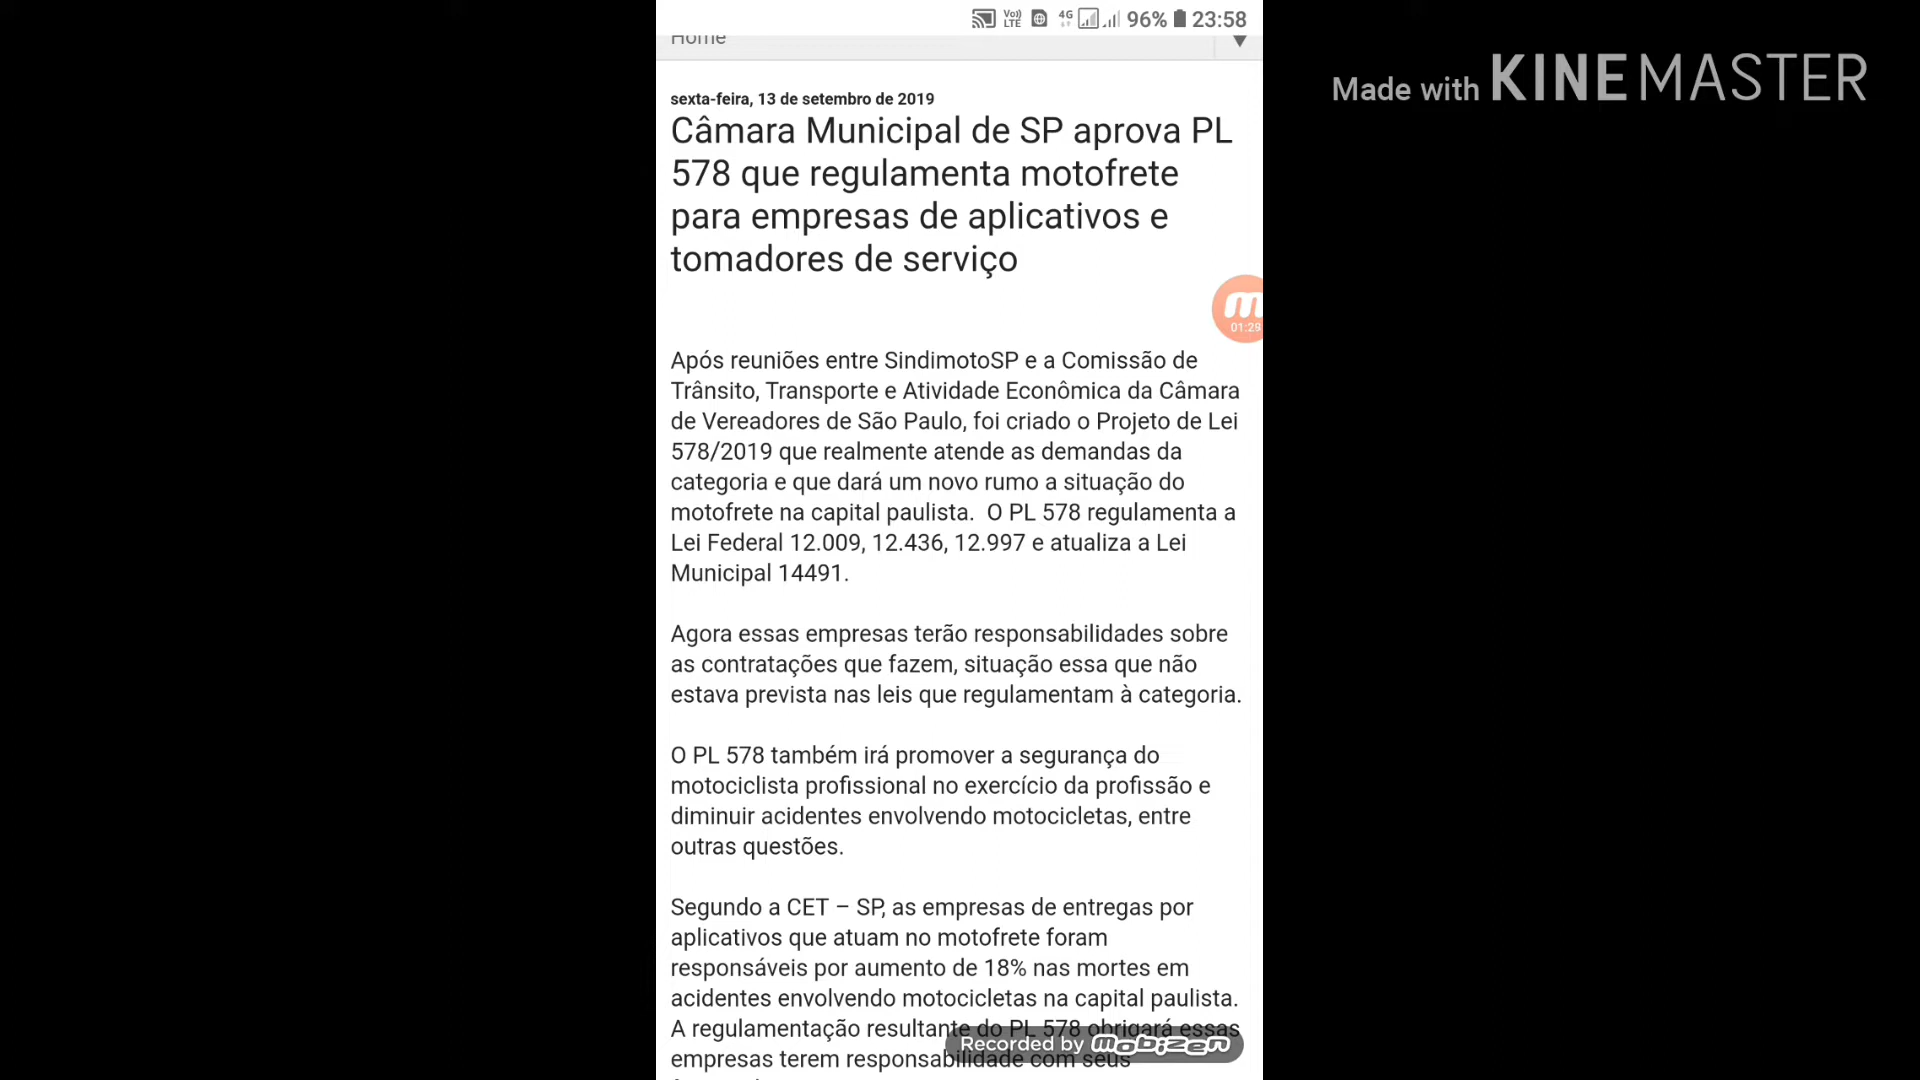 Vo)) LTE 4G 96% 23:58
Home
Made with KINEMASTER
sexta-feira, 13 de setembro de 2019
Câmara Municipal de SP aprova PL
578 que regulamenta motofrete
para empresas de aplicativos e
tomadores de serviço
01:29
Após reuniões entre SindimotoSP e a Comissão de
Trânsito, Transporte e Atividade Econômica da Câmara
de Vereadores de São Paulo, foi criado o Projeto de Lei
578/2019 que realmente atende as demandas da
categoria e que dará um novo rumo a situação do
motofrete na capital paulista.  O PL 578 regulamenta a
Lei Federal 12.009, 12.436, 12.997 e atualiza a Lei
Municipal 14491.
Agora essas empresas terão responsabilidades sobre
as contratações que fazem, situação essa que não
estava prevista nas leis que regulamentam à categoria.
O PL 578 também irá promover a segurança do
motociclista profissional no exercício da profissão e
diminuir acidentes envolvendo motocicletas, entre
outras questões.
Segundo a CET – SP, as empresas de entregas por
aplicativos que atuam no motofrete foram
responsáveis por aumento de 18% nas mortes em
acidentes envolvendo motocicletas na capital paulista.
A regulamentação resultante do PL 578 obrigará essas
empresas terem responsabilidade com seus
Recorded by mobizen